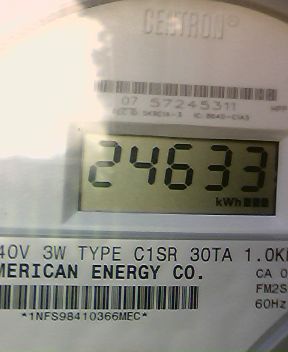 CENTRON®
07 57245311
24633
kWh
40V 3W TYPE C1SR 30TA 1.0K
MERICAN ENERGY CO.
CA 0
FM2S
60Hz
*1NFS98410366MEC*